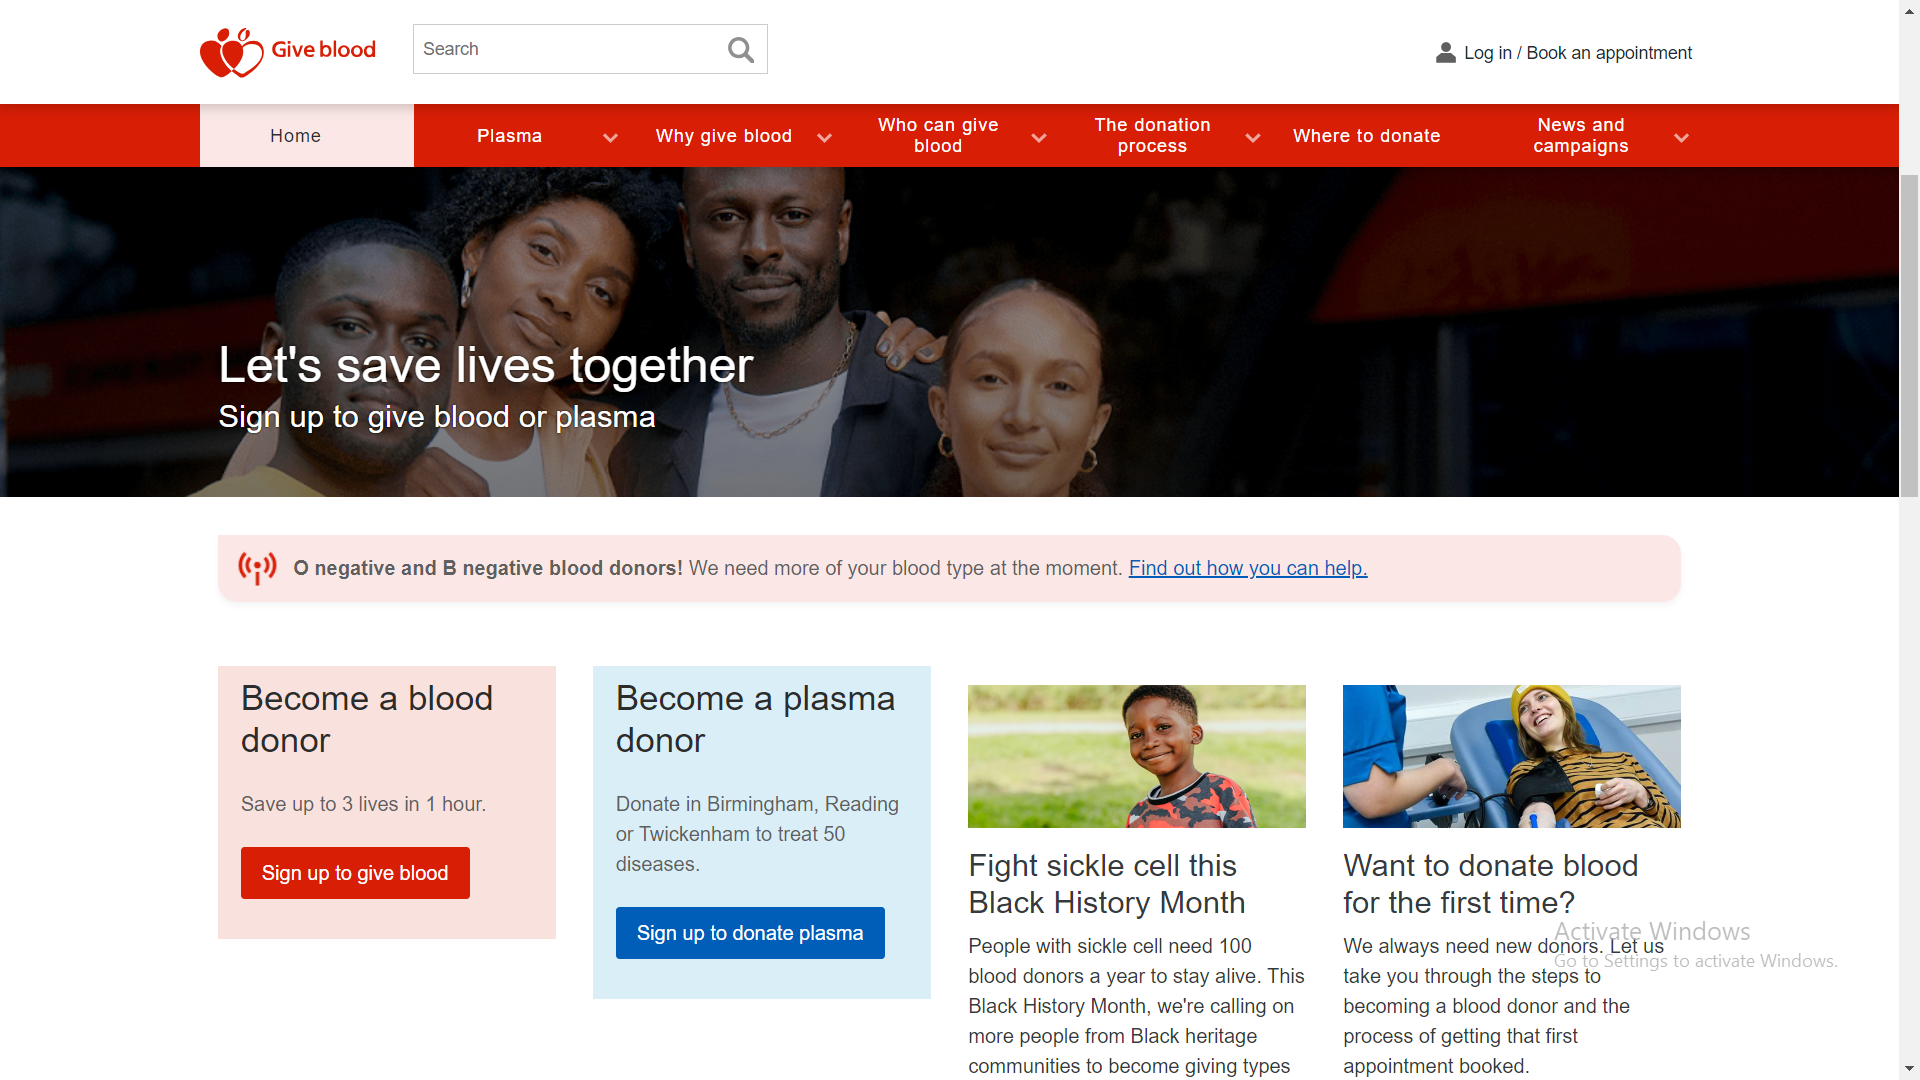 Give blood
Search
Log in / Book an appointment
Home
Plasma
Why give blood
Who can give
blood
The donation
process
Where to donate
News and
campaigns
Let's save lives together
Sign up to give blood or plasma
O negative and B negative blood donors! We need more of your blood type at the moment. Find out how you can help.
Become a blood
donor
Save up to 3 lives in 1 hour.
Sign up to give blood
Become a plasma
donor
Donate in Birmingham, Reading
or Twickenham to treat 50
diseases.
Sign up to donate plasma
Fight sickle cell this
Black History Month
People with sickle cell need 100
blood donors a year to stay alive. This
Black History Month, we're calling on
more people from Black heritage
communities to become giving types
Want to donate blood
for the first time?
We always need new donors. Let us
take you through the steps to
becoming a blood donor and the
process of getting that first
appointment booked.
Activate Windows
Go to Settings to activate Windows.